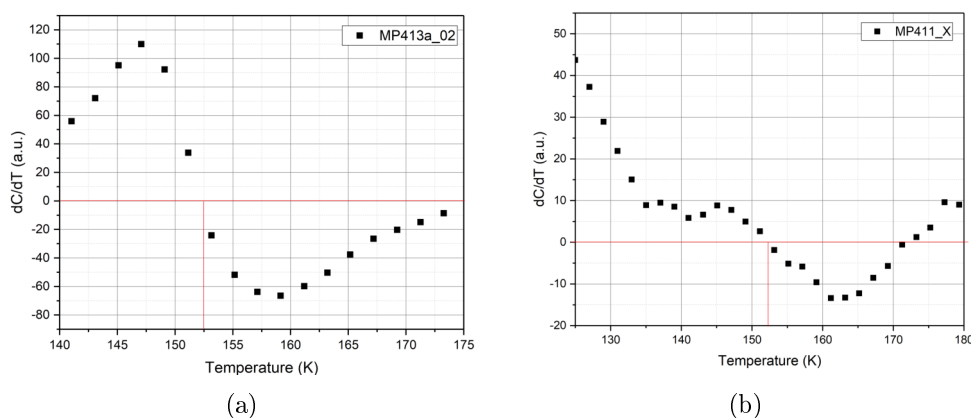 MP413a_02
dC/dT (a.u.)
120
100
80
60
40
20
0
-20
-40
-60
-80
140 145 150 155 160 165 170 175
Temperature (K)
(a)
MP411_X
dC/dT (a.u.)
50
40
30
20
10
0
-10
-20
130 140 150 160 170 180
Temperature (K)
(b)